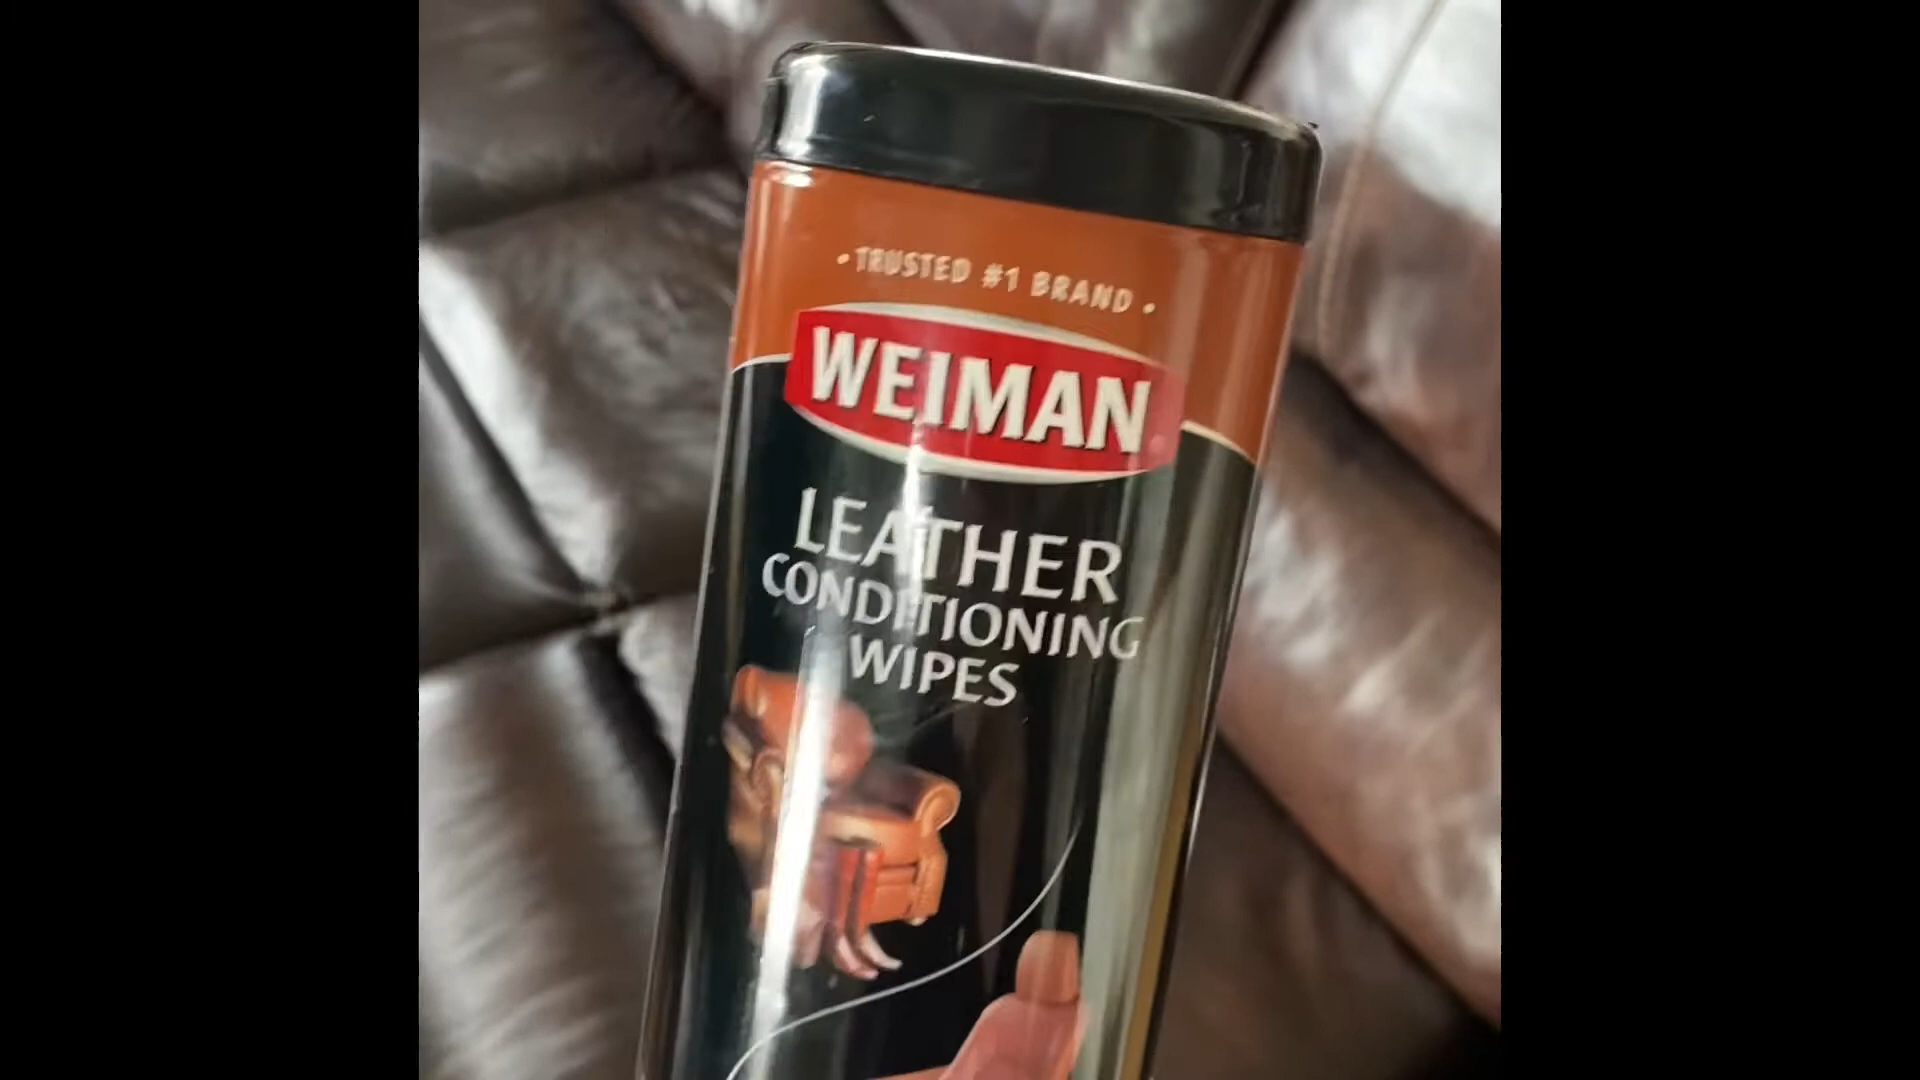 • TRUSTED #1 BRAND •
WEIMAN
LEATHER
CONDITIONING
WIPES